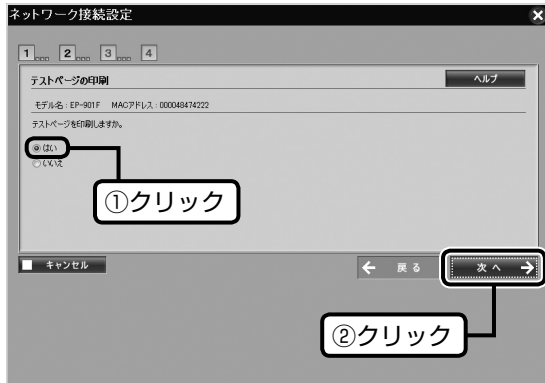 ネットワーク接続設定
1 2 3 4
テストページの印刷
ヘルプ
モデル名：EP-901F　MACアドレス：000048474222
テストページを印刷しますか。
はい
いいえ
①クリック
キャンセル
戻る
次へ
②クリック